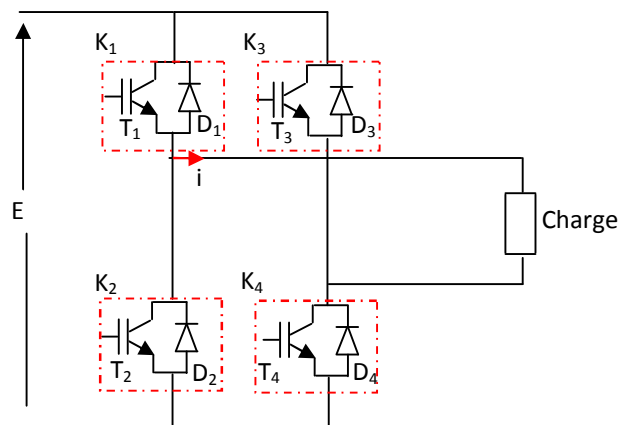 K₁
K₃
T₁
D₁
T₃
D₃
i
E
Charge
K₂
K₄
T₂
D₂
T₄
D₄